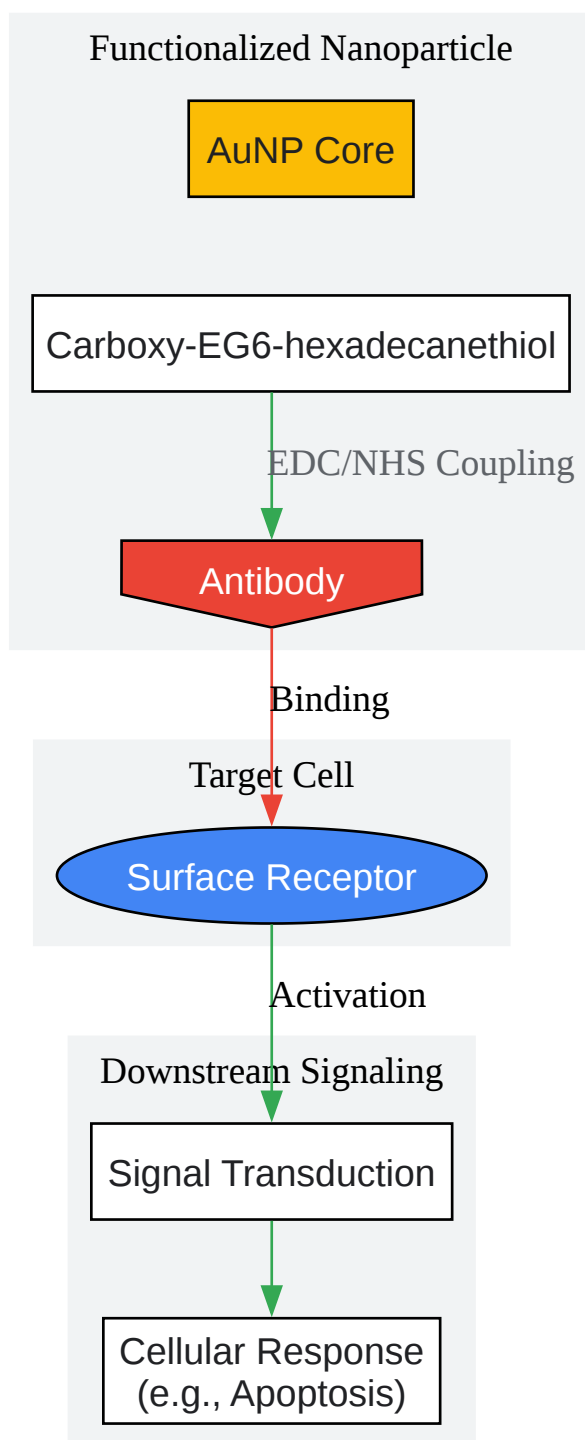 Functionalized Nanoparticle
AuNP Core
Carboxy-EG6-hexadecanethiol
EDC/NHS Coupling
Antibody
Binding
Target Cell
Surface Receptor
Activation
Downstream Signaling
Signal Transduction
Cellular Response
(e.g., Apoptosis)